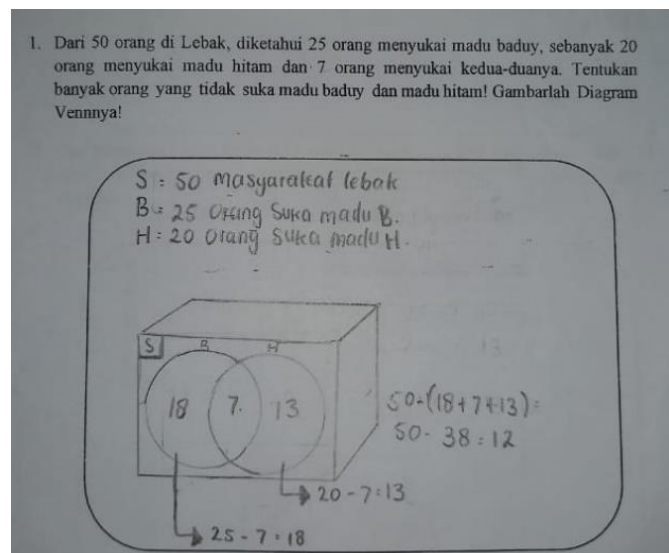 1. Dari 50 orang di Lebak, diketahui 25 orang menyukai madu baduy, sebanyak 20
orang menyukai madu hitam dan 7 orang menyukai kedua-duanya. Tentukan
banyak orang yang tidak suka madu baduy dan madu hitam! Gambarlah Diagram
Vennnya!
S = 50 masyarakat lebak
B = 25 orang suka madu B.
H = 20 orang suka madu H.
S B H
18 7. 13
50-(18+7+13)=
50 - 38 = 12
20 - 7 = 13
25 - 7 = 18